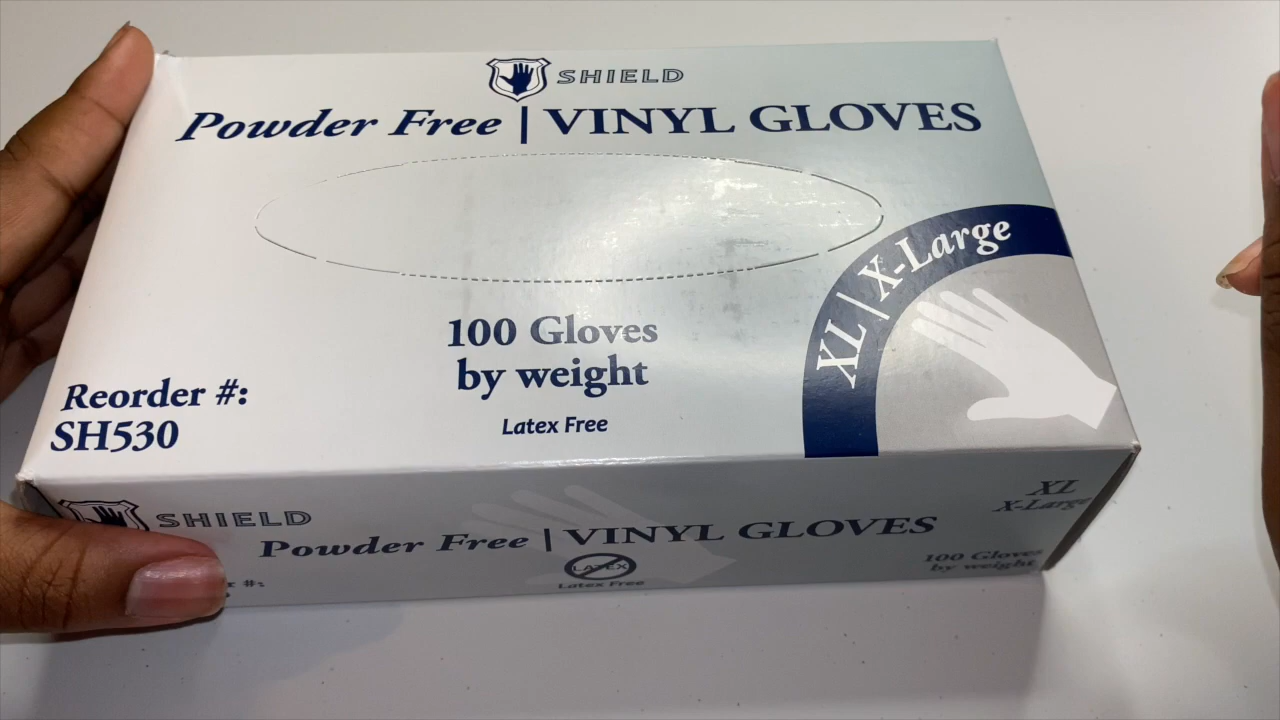 SHIELD
Powder Free | VINYL GLOVES
XL | X-Large
100 Gloves
by weight
Latex Free
Reorder #:
SH530
SHIELD
Powder Free | VINYL GLOVES
XL
X-Large
LATEX
Latex Free
100 Gloves
by weight
#: